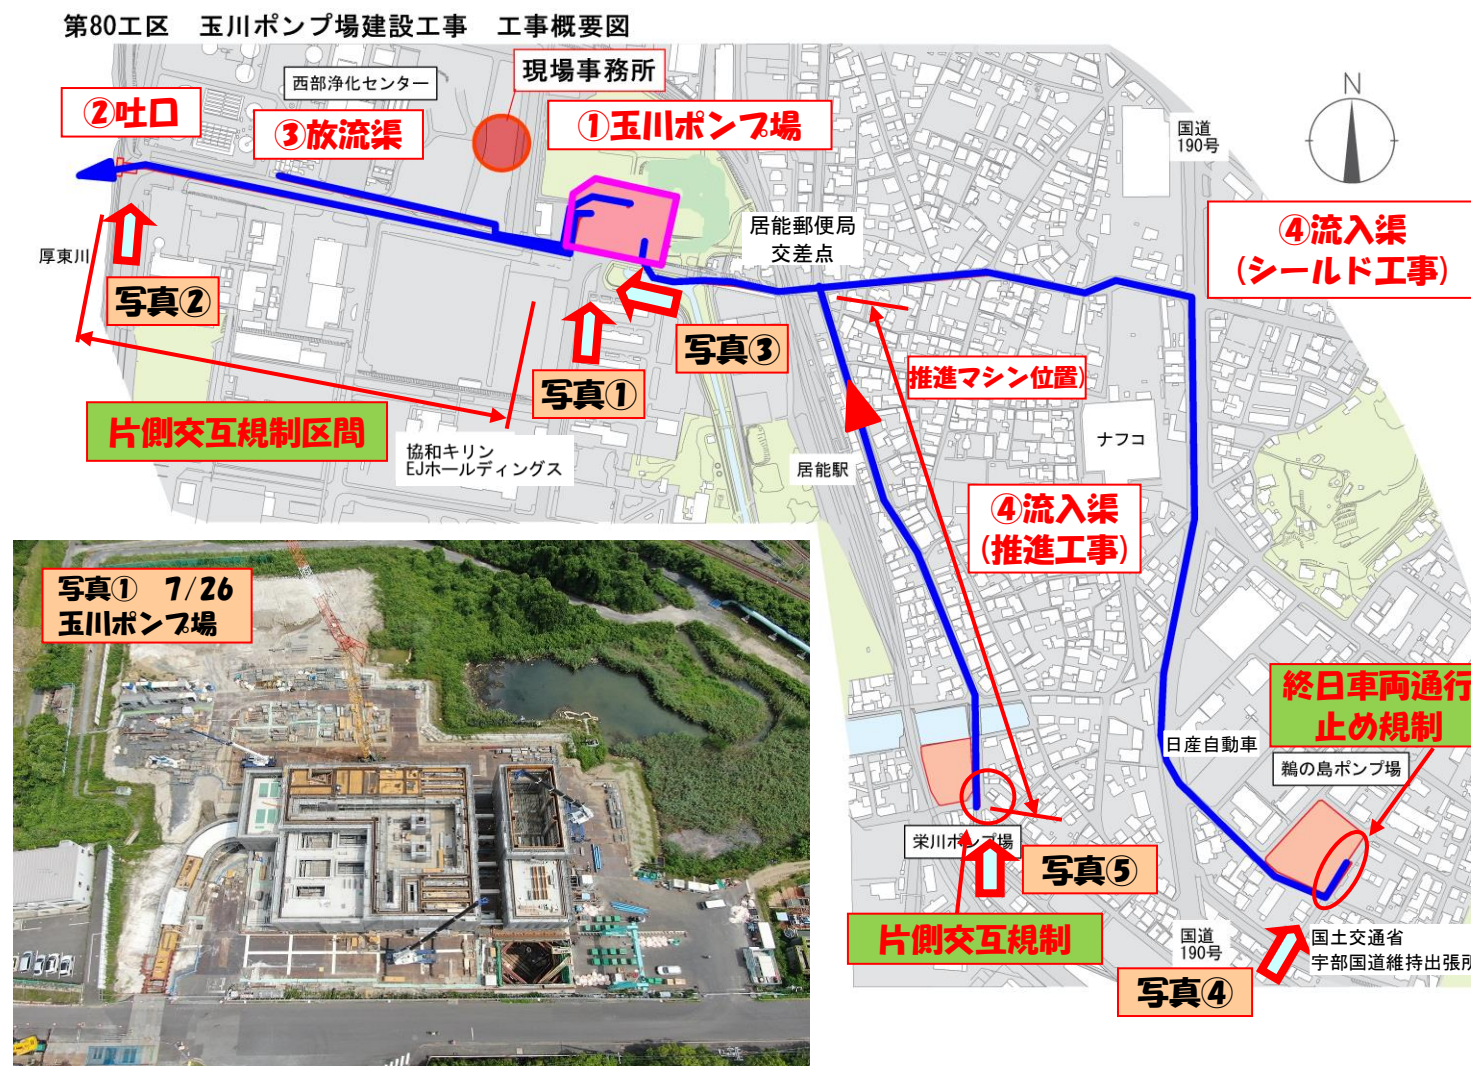 第80工区　玉川ポンプ場建設工事　工事概要図
西部浄化センター
現場事務所
②吐口
③放流渠
①玉川ポンプ場
国道
190号
N
居能郵便局
交差点
④流入渠
(シールド工事)
厚東川
写真②
写真③
写真①
推進マシン位置)
片側交互規制区間
協和キリン
EJホールディングス
居能駅
ナフコ
④流入渠
(推進工事)
写真①　7/26
玉川ポンプ場
終日車両通行
止め規制
日産自動車
鵜の島ポンプ場
栄川ポンプ場
写真⑤
片側交互規制
国道
190号
国土交通省
宇部国道維持出張所
写真④